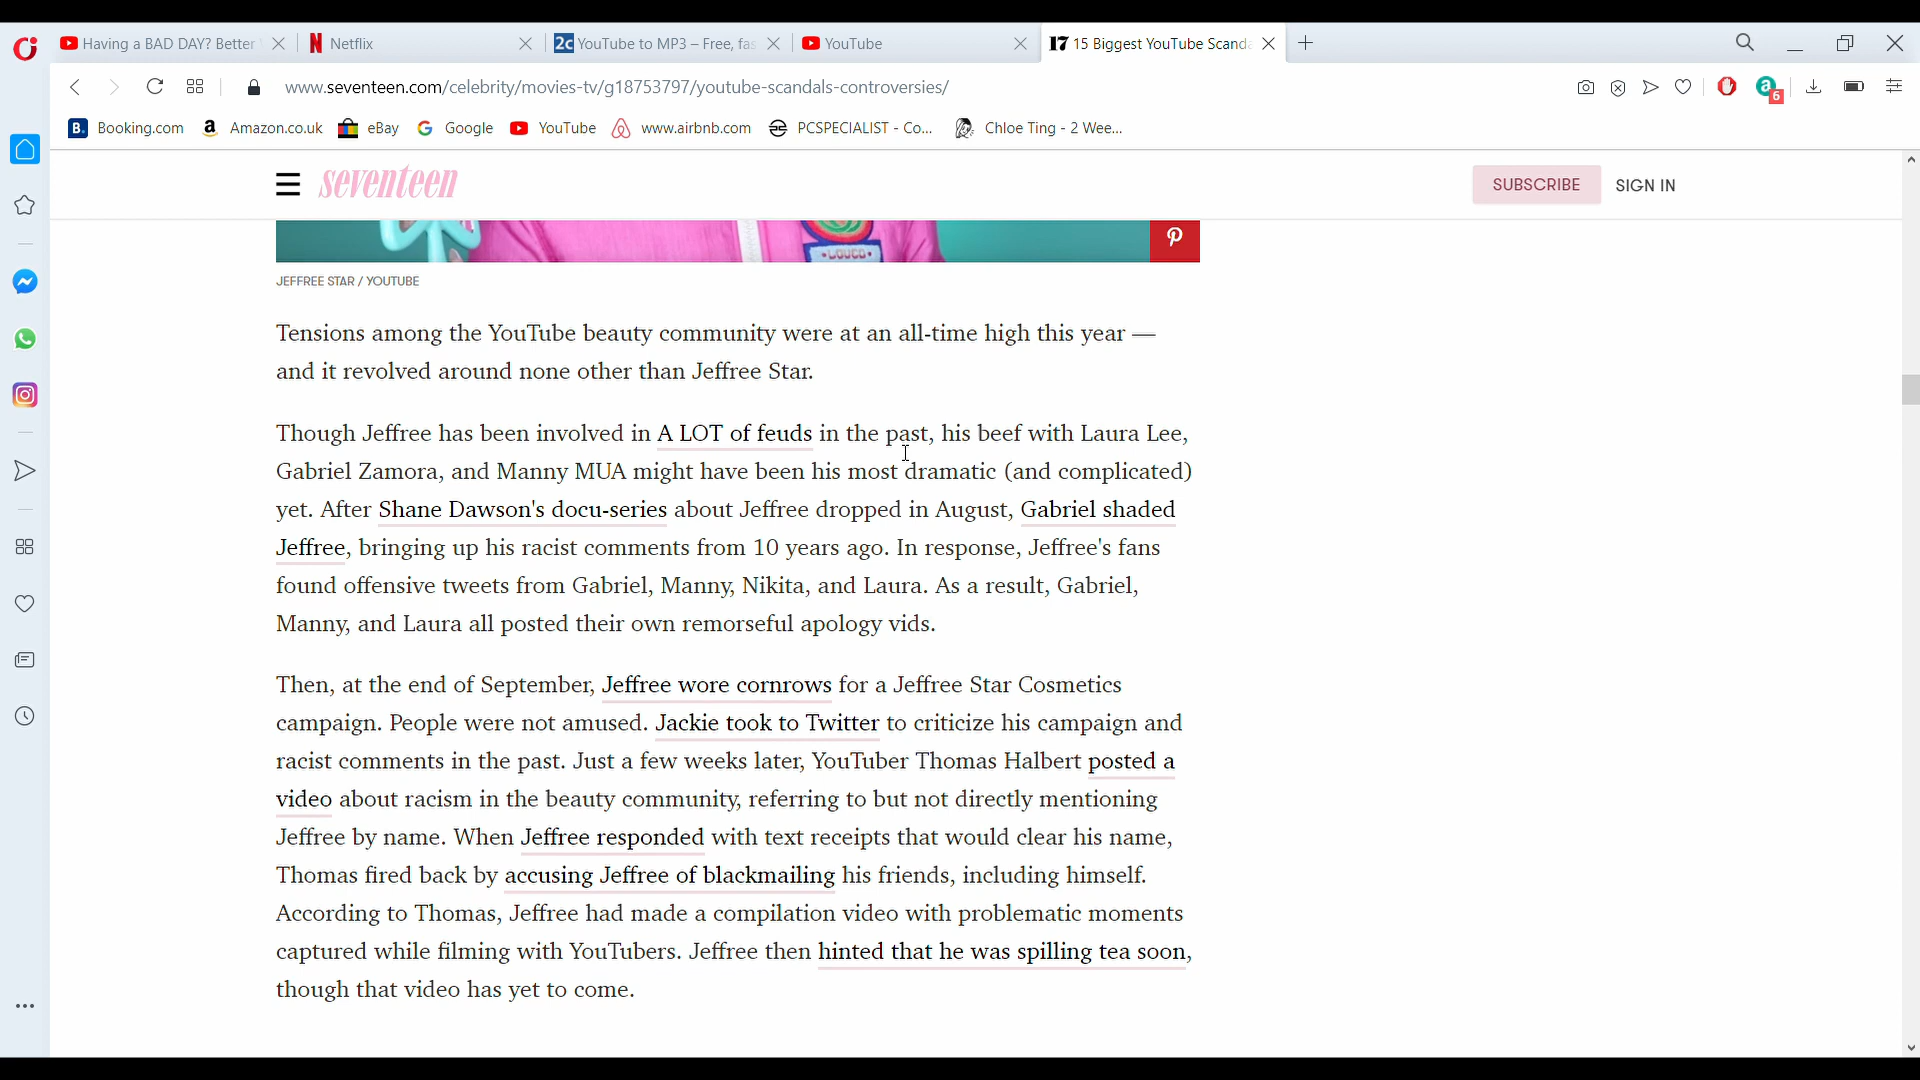 Having a BAD DAY? Better
Netflix
2c YouTube to MP3 – Free, fas
YouTube
17 15 Biggest YouTube Scanda
www.seventeen.com/celebrity/movies-tv/g18753797/youtube-scandals-controversies/
6
B. Booking.com
a Amazon.co.uk
eBay
G Google
YouTube
www.airbnb.com
PCSPECIALIST - Co...
Chloe Ting - 2 Wee...
seventeen
SUBSCRIBE
SIGN IN
•LOUCO•
JEFFREE STAR / YOUTUBE
Tensions among the YouTube beauty community were at an all-time high this year —
and it revolved around none other than Jeffree Star.
Though Jeffree has been involved in A LOT of feuds in the past, his beef with Laura Lee,
Gabriel Zamora, and Manny MUA might have been his most dramatic (and complicated)
yet. After Shane Dawson's docu-series about Jeffree dropped in August, Gabriel shaded
Jeffree, bringing up his racist comments from 10 years ago. In response, Jeffree's fans
found offensive tweets from Gabriel, Manny, Nikita, and Laura. As a result, Gabriel,
Manny, and Laura all posted their own remorseful apology vids.
Then, at the end of September, Jeffree wore cornrows for a Jeffree Star Cosmetics
campaign. People were not amused. Jackie took to Twitter to criticize his campaign and
racist comments in the past. Just a few weeks later, YouTuber Thomas Halbert posted a
video about racism in the beauty community, referring to but not directly mentioning
Jeffree by name. When Jeffree responded with text receipts that would clear his name,
Thomas fired back by accusing Jeffree of blackmailing his friends, including himself.
According to Thomas, Jeffree had made a compilation video with problematic moments
captured while filming with YouTubers. Jeffree then hinted that he was spilling tea soon,
though that video has yet to come.